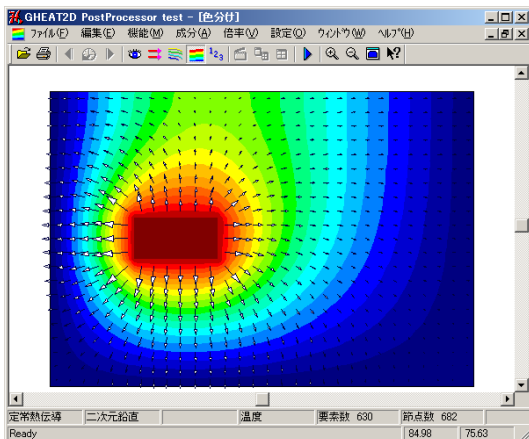 GHEAT2D PostProcessor test - [色分け]
ファイル(F) 編集(E) 機能(M) 成分(A) 倍率(V) 設定(O) ウィンドウ(W) ヘルプ(H)
123
定常熱伝導 二次元鉛直 温度 要素数 630 節点数 682
Ready 84.98 75.63